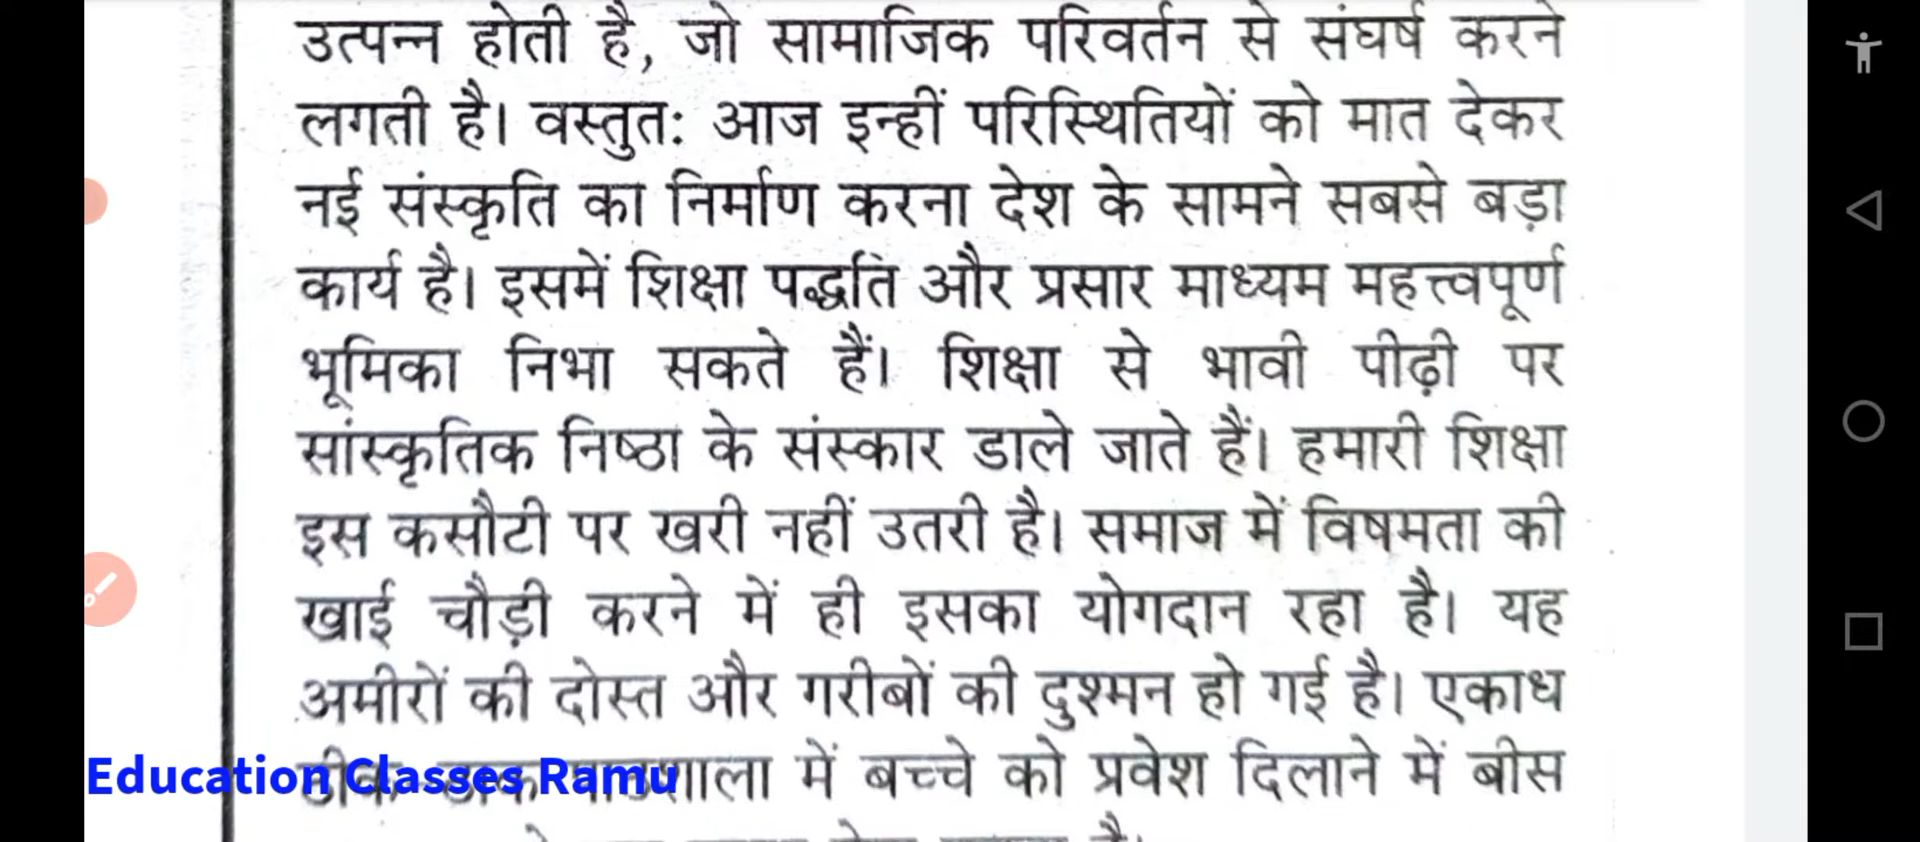 उत्पन्न होती है, जो सामाजिक परिवर्तन से संघर्ष करने
लगती है। वस्तुतः आज इन्हीं परिस्थितियों को मात देकर
नई संस्कृति का निर्माण करना देश के सामने सबसे बड़ा
कार्य है। इसमें शिक्षा पद्धति और प्रसार माध्यम महत्त्वपूर्ण
भूमिका निभा सकते हैं। शिक्षा से भावी पीढ़ी पर
सांस्कृतिक निष्ठा के संस्कार डाले जाते हैं। हमारी शिक्षा
इस कसौटी पर खरी नहीं उतरी है। समाज में विषमता की
खाई चौड़ी करने में ही इसका योगदान रहा है। यह
अमीरों की दोस्त और गरीबों की दुश्मन हो गई है। एकाध
में बच्चे को प्रवेश दिलाने में बीस
Education Classes Ramu